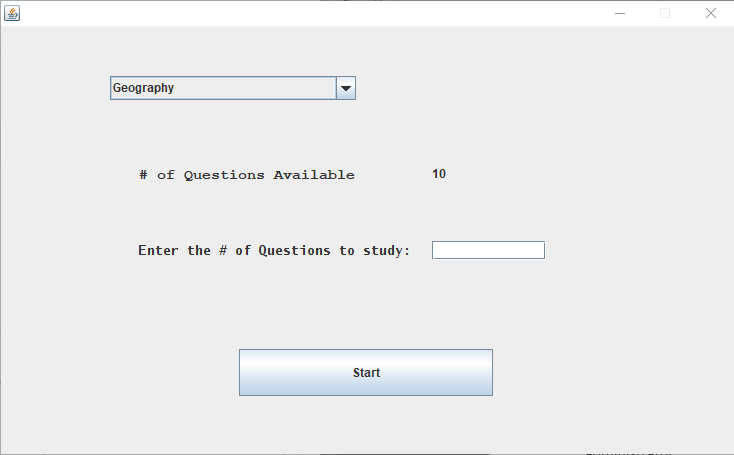 Geography
# of Questions Available 10
Enter the # of Questions to study:
Start